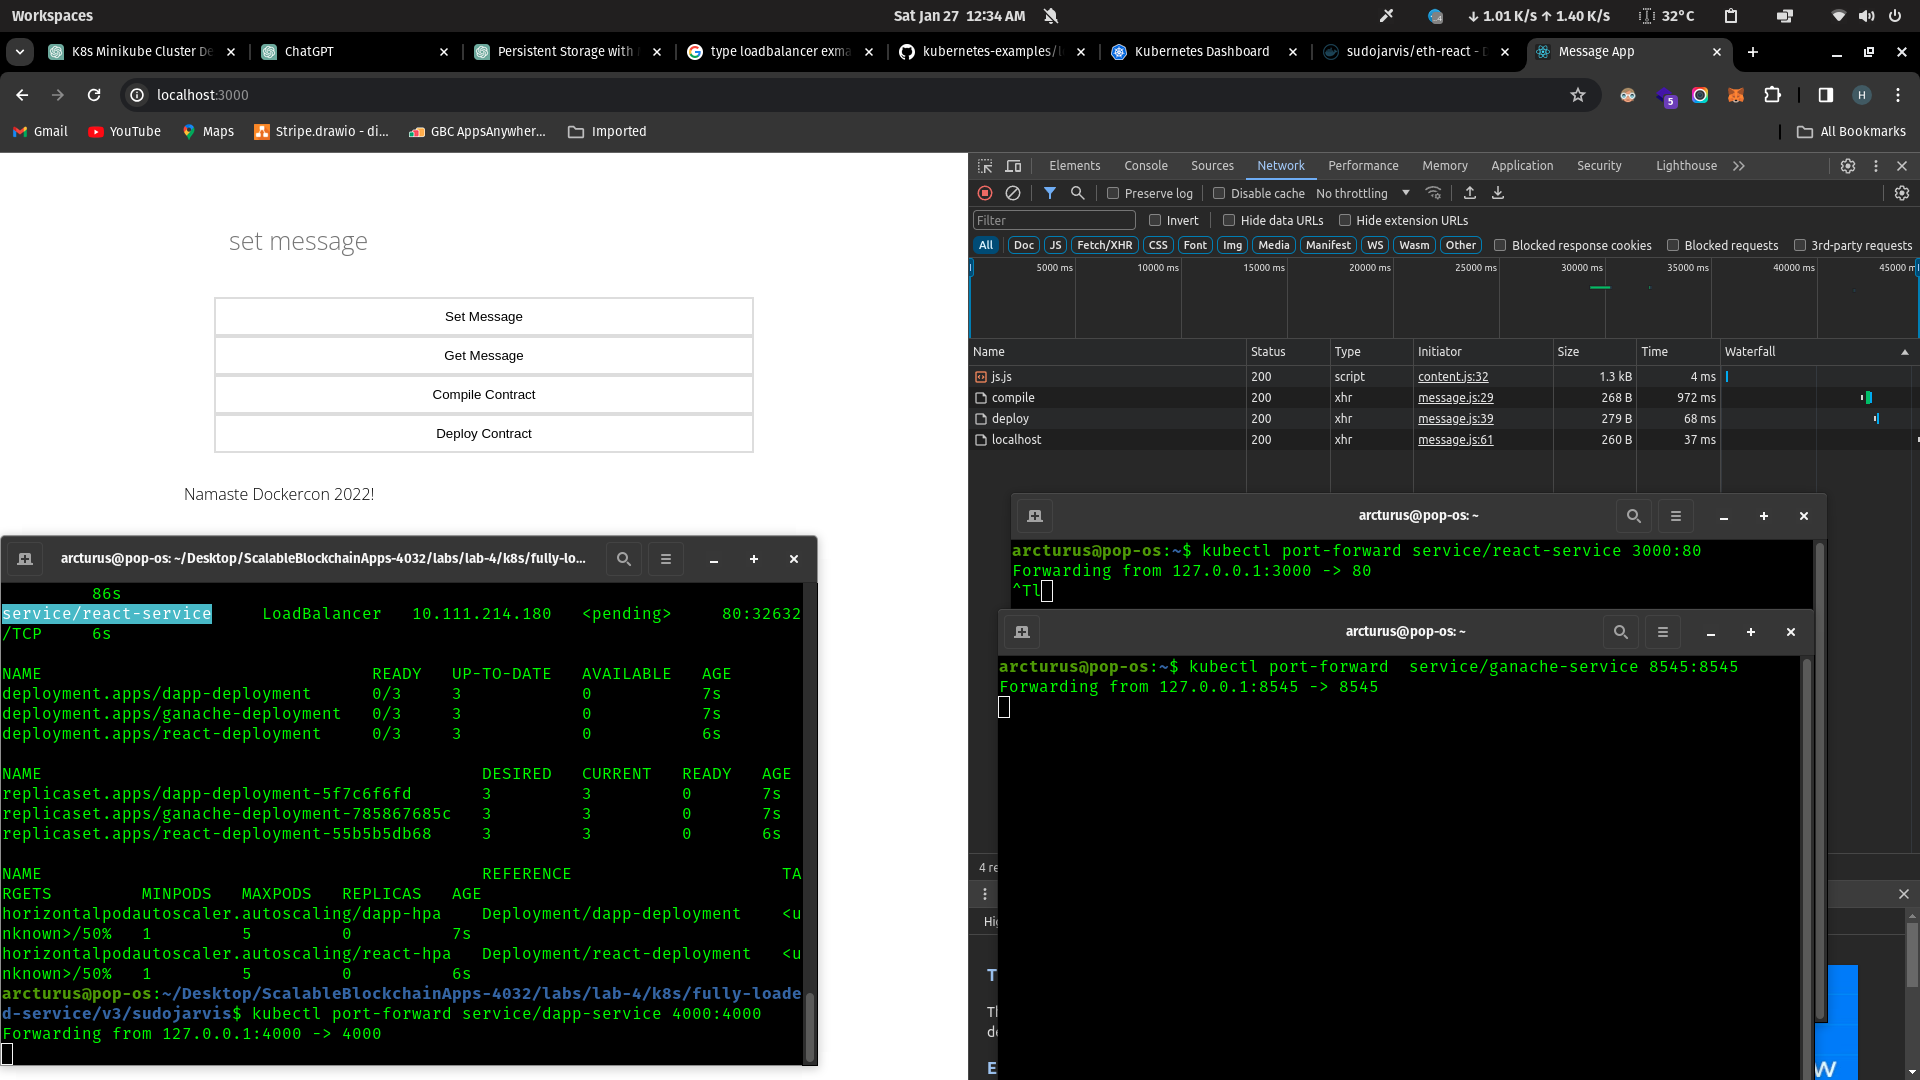 Workspaces
Sat Jan 27 12:34 AM
↓ 1.01 K/s ↑ 1.40 K/s
32°C
K8s Minikube Cluster De
ChatGPT
Persistent Storage with
type loadbalancer exma
kubernetes-examples/l
Kubernetes Dashboard
sudojarvis/eth-react - D
Message App
localhost:3000
5
H
Gmail
YouTube
Maps
Stripe.drawio - di...
GBC AppsAnywher...
Imported
All Bookmarks
set message
Set Message
Get Message
Compile Contract
Deploy Contract
Namaste Dockercon 2022!
Elements Console Sources Network Performance Memory Application Security Lighthouse
Preserve log Disable cache No throttling
Filter Invert Hide data URLs Hide extension URLs
All Doc JS Fetch/XHR CSS Font Img Media Manifest WS Wasm Other Blocked response cookies Blocked requests 3rd-party requests
5000 ms 10000 ms 15000 ms 20000 ms 25000 ms 30000 ms 35000 ms 40000 ms 45000 m
Name Status Type Initiator Size Time Waterfall
js.js 200 script content.js:32 1.3 kB 4 ms
compile 200 xhr message.js:29 268 B 972 ms
deploy 200 xhr message.js:39 279 B 68 ms
localhost 200 xhr message.js:61 260 B 37 ms
arcturus@pop-os: ~
arcturus@pop-os:~$ kubectl port-forward service/react-service 3000:80
Forwarding from 127.0.0.1:3000 -> 80
^Tl
arcturus@pop-os: ~
arcturus@pop-os:~$ kubectl port-forward  service/ganache-service 8545:8545
Forwarding from 127.0.0.1:8545 -> 8545
4 re
Hi
T
Th
de
E
w
arcturus@pop-os: ~/Desktop/ScalableBlockchainApps-4032/labs/lab-4/k8s/fully-lo...
86s
service/react-service LoadBalancer 10.111.214.180 <pending> 80:32632
/TCP 6s
NAME READY UP-TO-DATE AVAILABLE AGE
deployment.apps/dapp-deployment 0/3 3 0 7s
deployment.apps/ganache-deployment 0/3 3 0 7s
deployment.apps/react-deployment 0/3 3 0 6s
NAME DESIRED CURRENT READY AGE
replicaset.apps/dapp-deployment-5f7c6f6fd 3 3 0 7s
replicaset.apps/ganache-deployment-785867685c 3 3 0 7s
replicaset.apps/react-deployment-55b5b5db68 3 3 0 6s
NAME REFERENCE TA
RGETS MINPODS MAXPODS REPLICAS AGE
horizontalpodautoscaler.autoscaling/dapp-hpa Deployment/dapp-deployment <u
nknown>/50% 1 5 0 7s
horizontalpodautoscaler.autoscaling/react-hpa Deployment/react-deployment <u
nknown>/50% 1 5 0 6s
arcturus@pop-os:~/Desktop/ScalableBlockchainApps-4032/labs/lab-4/k8s/fully-loade
d-service/v3/sudojarvis$ kubectl port-forward service/dapp-service 4000:4000
Forwarding from 127.0.0.1:4000 -> 4000